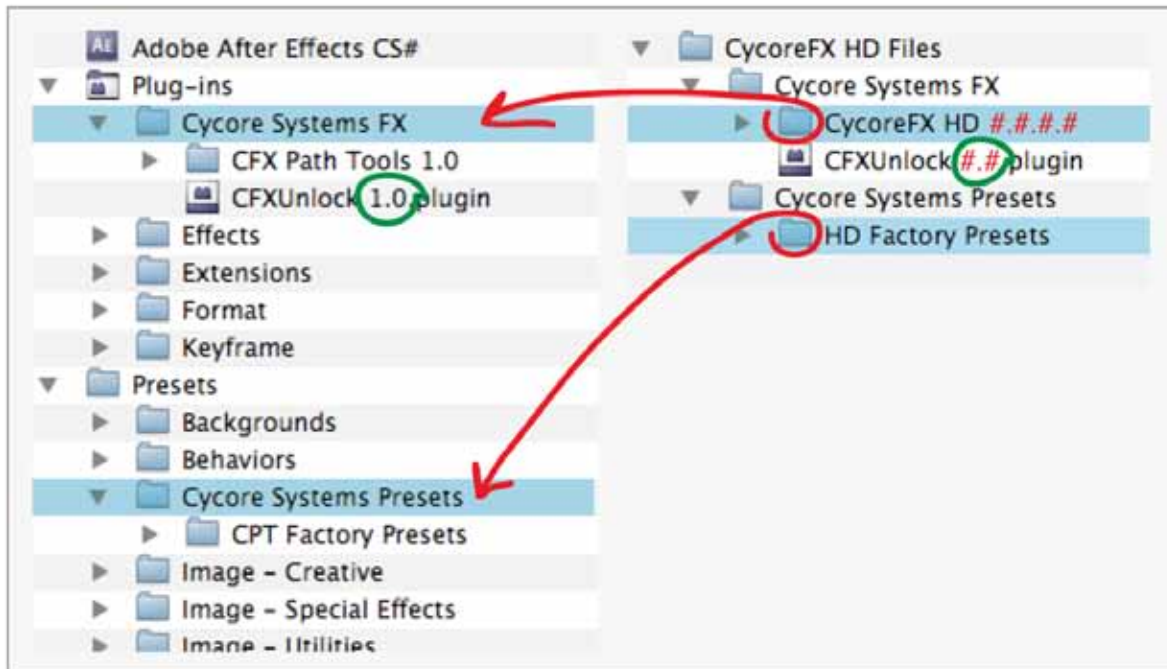 Adobe After Effects CS#
Plug-ins
Cycore Systems FX
CFX Path Tools 1.0
CFXUnlock 1.0.plugin
Effects
Extensions
Format
Keyframe
Presets
Backgrounds
Behaviors
Cycore Systems Presets
CPT Factory Presets
Image - Creative
Image - Special Effects
Image - Utilities
CycoreFX HD Files
Cycore Systems FX
CycoreFX HD #.#.#.#
CFXUnlock #.#.plugin
Cycore Systems Presets
HD Factory Presets